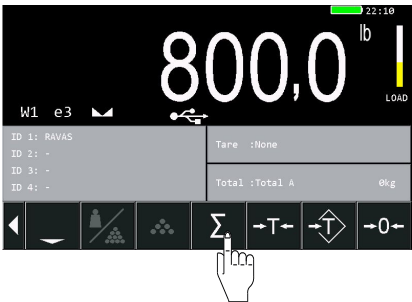 22:10
800,0 lb
LOAD
W1 e3
ID 1: RAVAS
ID 2: -
ID 3: -
ID 4: -
Tare :None
Total :Total A 0kg
Σ →T← →T→ →0←